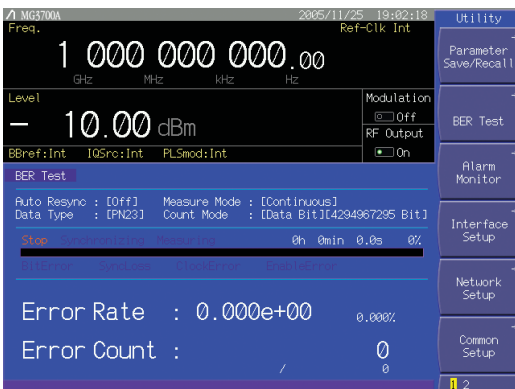 MG3700A 2005/11/25 19:02:18
Freq. Ref-Clk Int
1 000 000 000.00
GHz MHz kHz Hz
Level
- 10.00 dBm
Modulation
Off
RF Output
On
BBref:Int IQSrc:Int PLSmod:Int
BER Test
Auto Resync : [Off] Measure Mode : [Continuous]
Data Type : [PN23] Count Mode : [Data Bit][4294967295 Bit]
Stop Synchronizing Measuring 0h 0min 0.0s 0%
BitError SyncLoss ClockError EnableError
Error Rate : 0.000e+00 0.000%
Error Count : 0
/ 0
Utility
Parameter
Save/Recall
BER Test
Alarm
Monitor
Interface
Setup
Network
Setup
Common
Setup
1 2